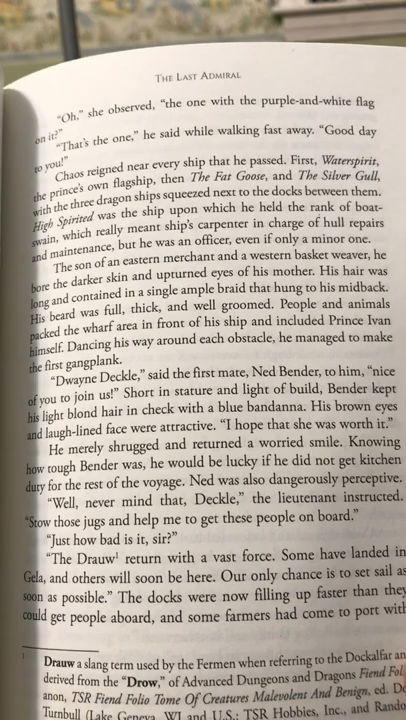 The Last Admiral
“Oh,” she observed, “the one with the purple-and-white flag
on it?”
“That’s the one,” he said while walking fast away. “Good day
to you!”
Chaos reigned near every ship that he passed. First, Waterspirit,
the prince’s own flagship, then The Fat Goose, and The Silver Gull,
with the three dragon ships squeezed next to the docks between them.
High Spirited was the ship upon which he held the rank of boat-
swain, which really meant ship’s carpenter in charge of hull repairs
and maintenance, but he was an officer, even if only a minor one.
The son of an eastern merchant and a western basket weaver, he
bore the darker skin and upturned eyes of his mother. His hair was
long and contained in a single ample braid that hung to his midback.
His beard was full, thick, and well groomed. People and animals
packed the wharf area in front of his ship and included Prince Ivan
himself. Dancing his way around each obstacle, he managed to make
the first gangplank.
“Dwayne Deckle,” said the first mate, Ned Bender, to him, “nice
of you to join us!” Short in stature and light of build, Bender kept
his light blond hair in check with a blue bandanna. His brown eyes
and laugh-lined face were attractive. “I hope that she was worth it.”
He merely shrugged and returned a worried smile. Knowing
how tough Bender was, he would be lucky if he did not get kitchen
duty for the rest of the voyage. Ned was also dangerously perceptive.
“Well, never mind that, Deckle,” the lieutenant instructed.
“Stow those jugs and help me to get these people on board.”
“Just how bad is it, sir?”
“The Drauw¹ return with a vast force. Some have landed in
Gela, and others will soon be here. Our only chance is to set sail as
soon as possible.” The docks were now filling up faster than they
could get people aboard, and some farmers had come to port with
1 Drauw a slang term used by the Fermen when referring to the Dockalfar an
derived from the “Drow,” of Advanced Dungeons and Dragons Fiend Fol
anon, TSR Fiend Folio Tome Of Creatures Malevolent And Benign, ed. Do
Turnbull (Lake Geneva, WI and U.S.: TSR Hobbies, Inc., and Rando